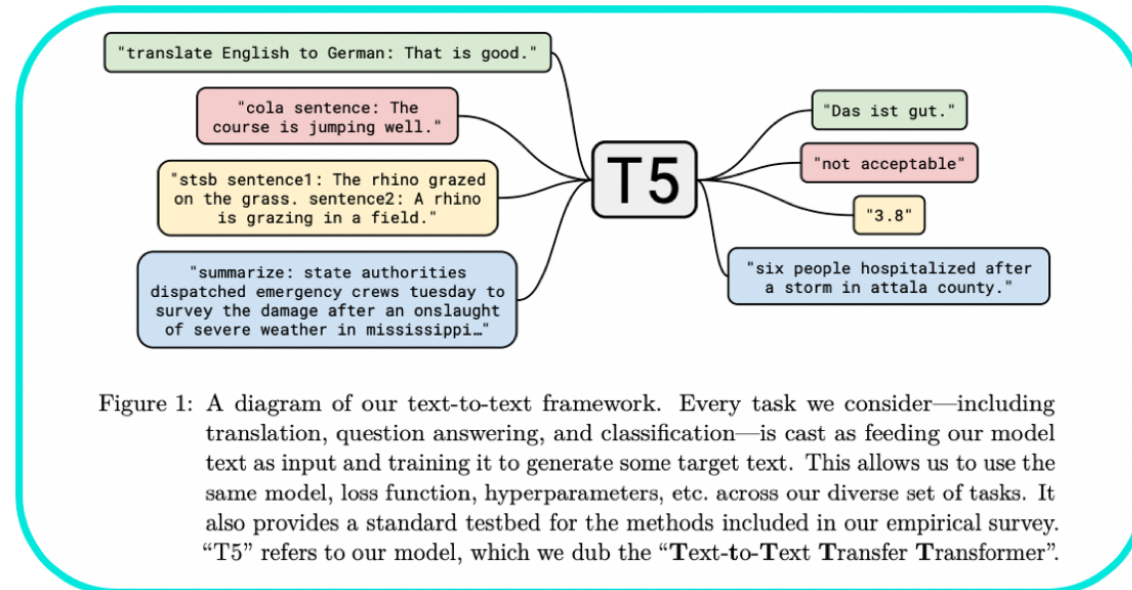 "translate English to German: That is good."
"cola sentence: The
course is jumping well."
"stsb sentence1: The rhino grazed
on the grass. sentence2: A rhino
is grazing in a field."
"summarize: state authorities
dispatched emergency crews tuesday to
survey the damage after an onslaught
of severe weather in mississippi…"
T5
"Das ist gut."
"not acceptable"
"3.8"
"six people hospitalized after
a storm in attala county."
Figure 1: A diagram of our text-to-text framework. Every task we consider—including
translation, question answering, and classification—is cast as feeding our model
text as input and training it to generate some target text. This allows us to use the
same model, loss function, hyperparameters, etc. across our diverse set of tasks. It
also provides a standard testbed for the methods included in our empirical survey.
“T5” refers to our model, which we dub the “Text-to-Text Transfer Transformer”.